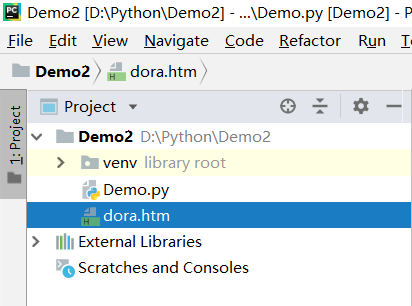 PC Demo2 [D:\Python\Demo2] - ...\Demo.py [Demo2] - P
File Edit View Navigate Code Refactor Run T
Demo2 dora.htm
1: Project
Project
Demo2 D:\Python\Demo2
venv library root
Demo.py
H dora.htm
External Libraries
Scratches and Consoles